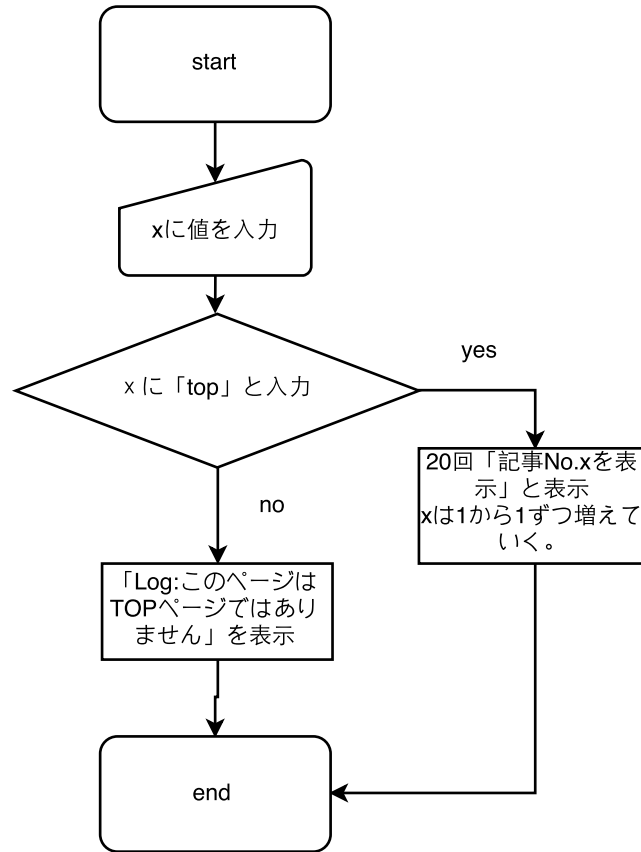 start
xに値を入力
x に「top」と入力
yes
20回「記事No.xを表
示」と表示
xは1から1ずつ増えて
いく。
no
「Log:このページは
TOPページではあり
ません」を表示
end